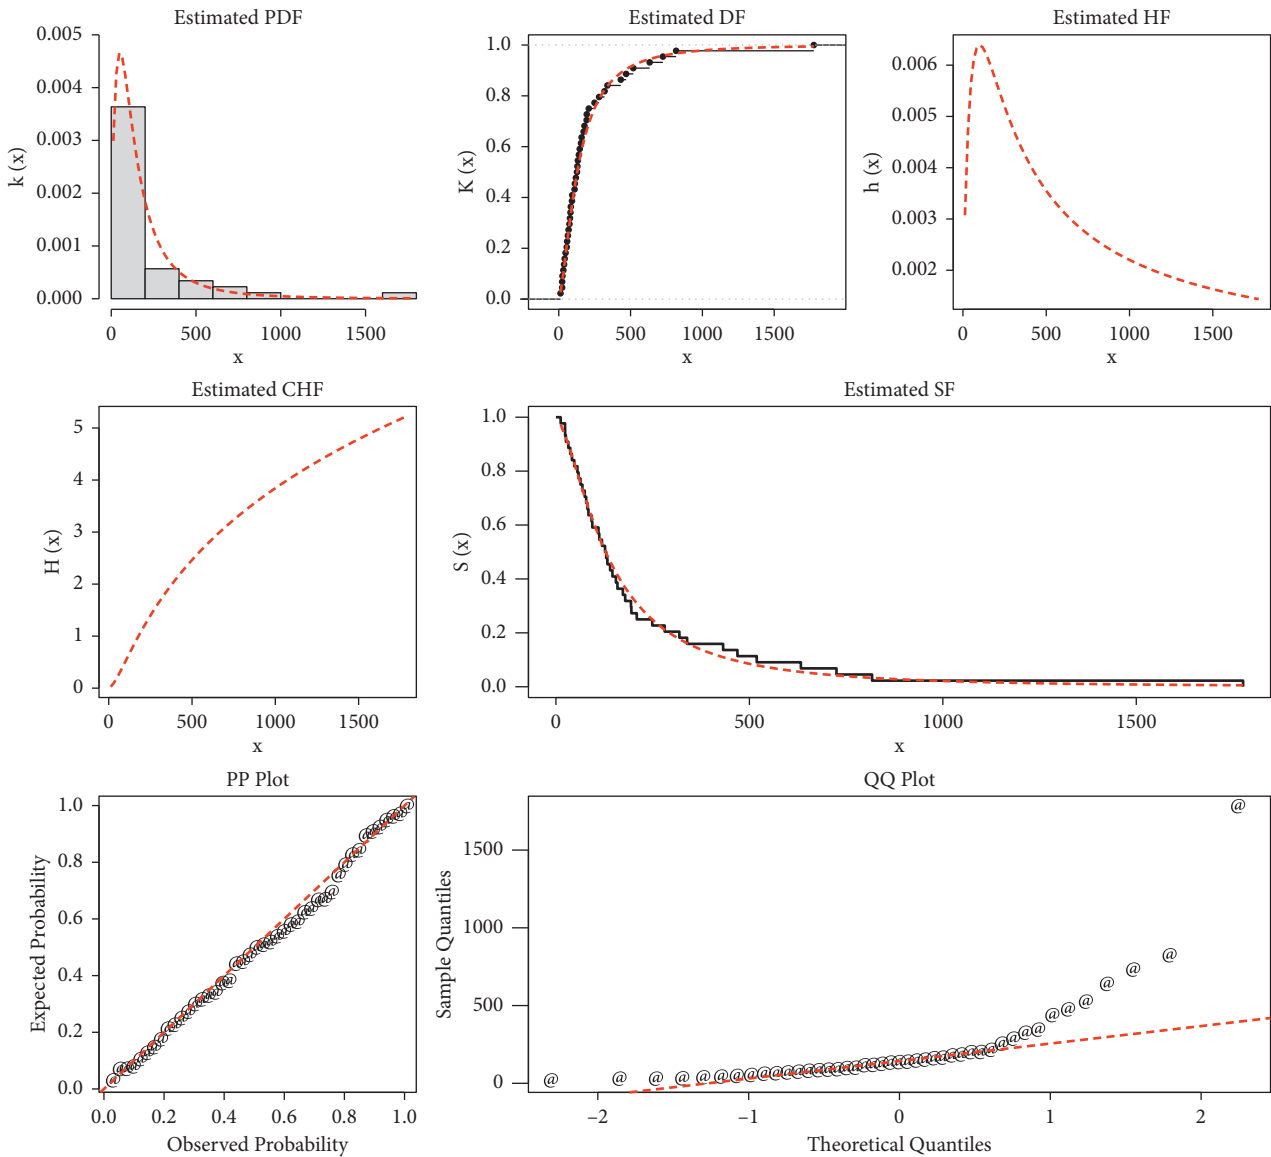 Estimated PDF
0.005
0.004
0.003
0.002
0.001
0.000
k (x)
0 500 1000 1500
x
Estimated DF
1.0
0.8
0.6
0.4
0.2
0.0
K (x)
0 500 1000 1500
x
Estimated HF
0.006
0.005
0.004
0.003
0.002
h (x)
0 500 1000 1500
x
Estimated CHF
5
4
3
2
1
0
H (x)
0 500 1000 1500
x
Estimated SF
1.0
0.8
0.6
0.4
0.2
0.0
S (x)
0 500 1000 1500
x
PP Plot
1.0
0.8
0.6
0.4
0.2
0.0
Expected Probability
0.0 0.2 0.4 0.6 0.8 1.0
Observed Probability
QQ Plot
1500
1000
500
0
Sample Quantiles
−2 −1 0 1 2
Theoretical Quantiles